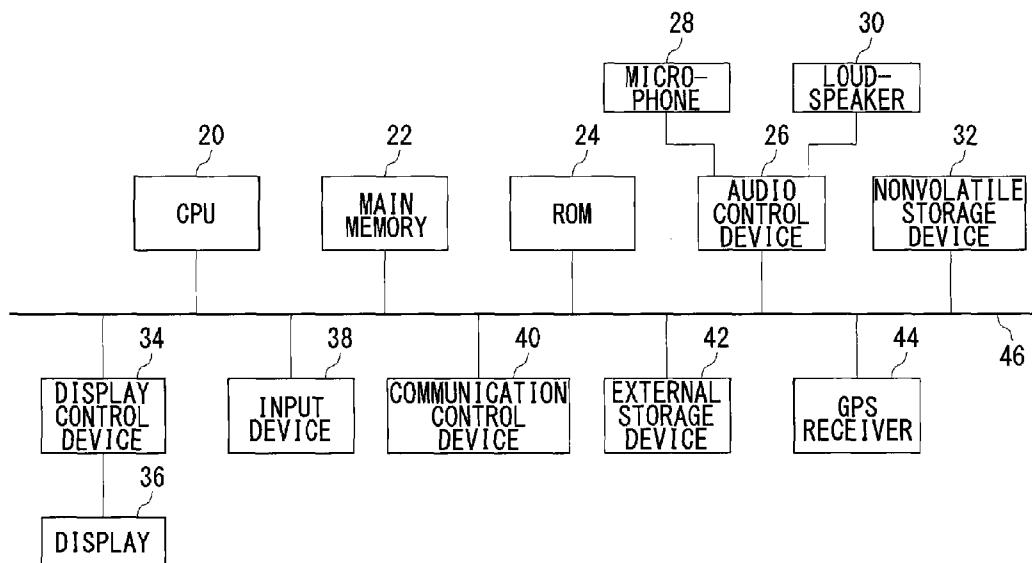 28
MICRO-
PHONE
30
LOUD-
SPEAKER
20
CPU
22
MAIN
MEMORY
24
ROM
26
AUDIO
CONTROL
DEVICE
32
NONVOLATILE
STORAGE
DEVICE
46
34
DISPLAY
CONTROL
DEVICE
38
INPUT
DEVICE
40
COMMUNICATION
CONTROL
DEVICE
42
EXTERNAL
STORAGE
DEVICE
44
GPS
RECEIVER
36
DISPLAY